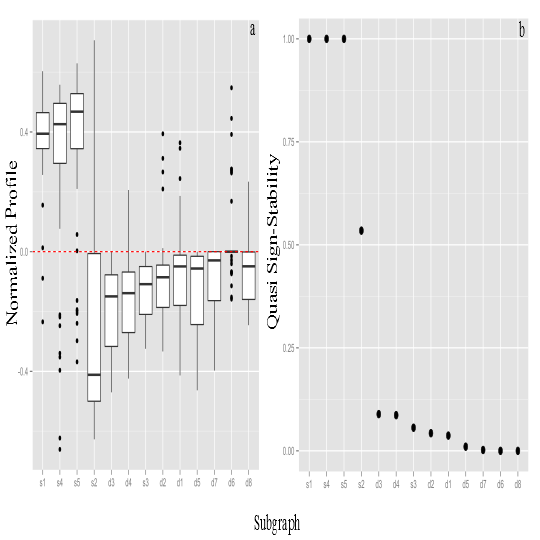 a
b
Normalized Profile
0.4
0.0
-0.4
s1 s4 s5 s2 d3 d4 s3 d2 d1 d5 d7 d6 d8
Quasi Sign-Stability
1.00
0.75
0.50
0.25
0.00
s1 s4 s5 s2 d3 d4 s3 d2 d1 d5 d7 d6 d8
Subgraph